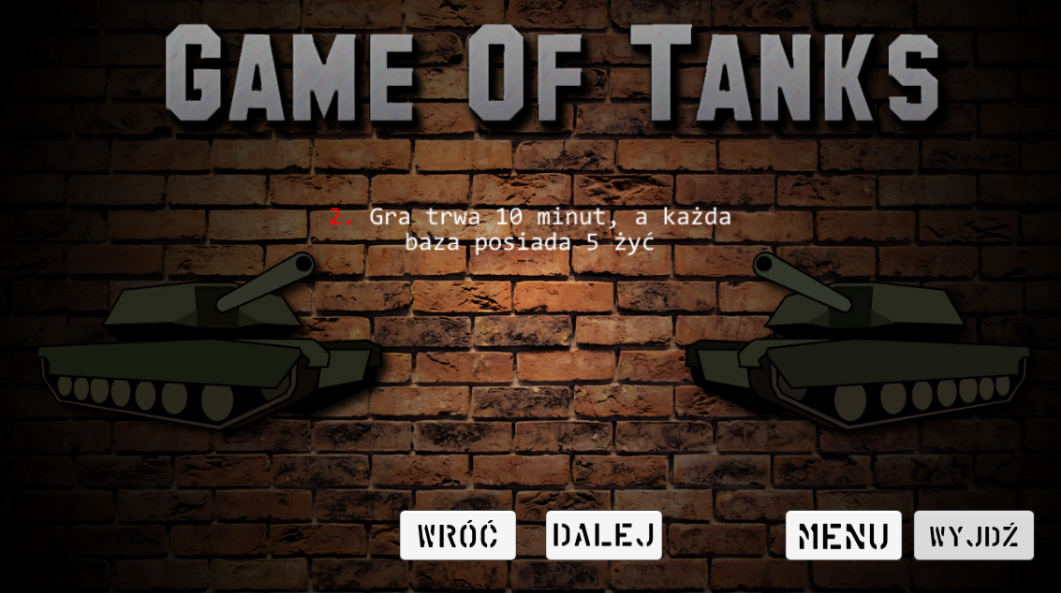 GAME OF TANKS
2. Gra trwa 10 minut, a każda
baza posiada 5 żyć
WRÓĆ DALEJ MENU WYJDŹ